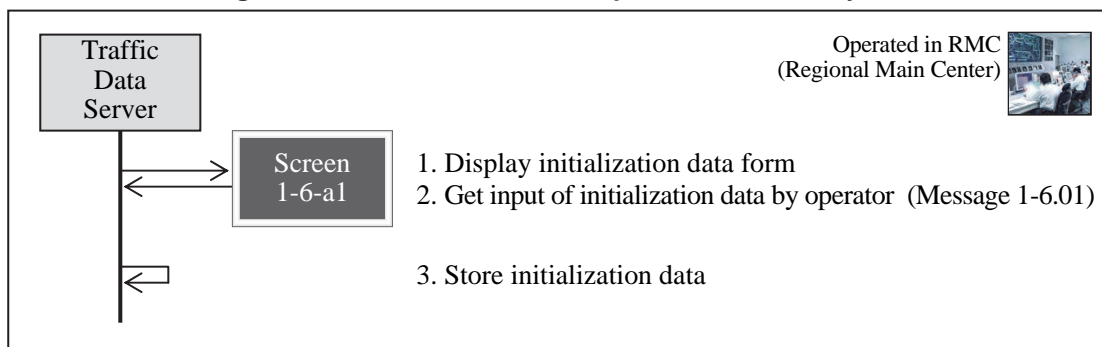 Traffic
Data
Server
Operated in RMC
(Regional Main Center)
Screen
1-6-a1
1. Display initialization data form
2. Get input of initialization data by operator (Message 1-6.01)
3. Store initialization data